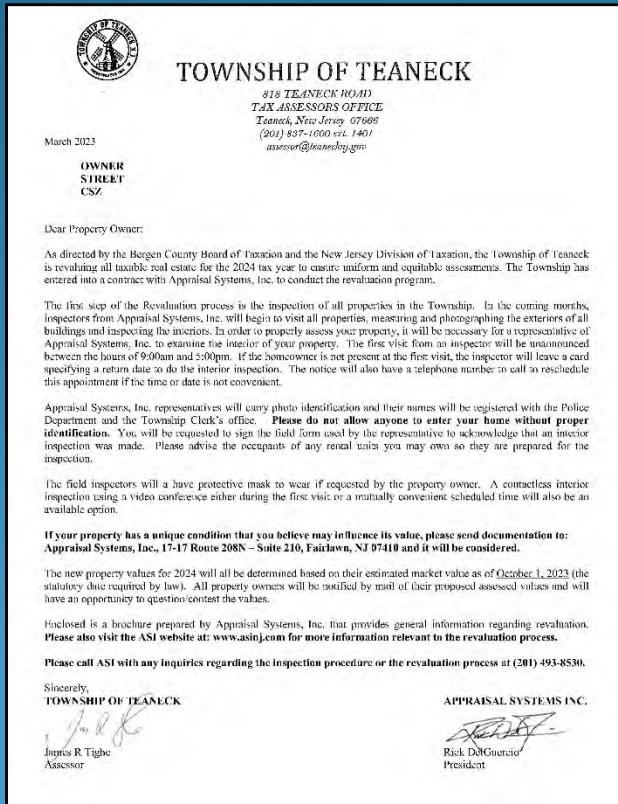 TOWNSHIP OF TEANECK
818 TEANECK ROAD
TAX ASSESSORS OFFICE
Teaneck, New Jersey 07666
(201) 837-1600 ext. 1401
assessor@teanecknj.gov
March 2023
OWNER
STREET
CSZ
Dear Property Owner:
As directed by the Bergen County Board of Taxation and the New Jersey Division of Taxation, the Township of Teaneck
is revaluing all taxable real estate for the 2024 tax year to ensure uniform and equitable assessments. The Township has
entered into a contract with Appraisal Systems, Inc. to conduct the revaluation program.
The first step of the Revaluation process is the inspection of all properties in the Township. In the coming months,
inspectors from Appraisal Systems, Inc. will begin to visit all properties, measuring and photographing the exteriors of all
buildings and inspecting the interiors. In order to properly assess your property, it will be necessary for a representative of
Appraisal Systems, Inc. to examine the interior of your property. The first visit from an inspector will be unannounced
between the hours of 9:00am and 5:00pm. If the homeowner is not present at the first visit, the inspector will leave a card
specifying a return date to do the interior inspection. The notice will also have a telephone number to call to reschedule
this appointment if the time or date is not convenient.
Appraisal Systems, Inc. representatives will carry photo identification and their names will be registered with the Police
Department and the Township Clerk's office. Please do not allow anyone to enter your home without proper
identification. You will be requested to sign the field form used by the representative to acknowledge that an interior
inspection was made. Please advise the occupants of any rental units you may own so they are prepared for the
inspection.
The field inspectors will a have protective mask to wear if requested by the property owner. A contactless interior
inspection using a video conference either during the first visit or a mutually convenient scheduled time will also be an
available option.
If your property has a unique condition that you believe may influence its value, please send documentation to:
Appraisal Systems, Inc., 17-17 Route 208N – Suite 210, Fairlawn, NJ 07410 and it will be considered.
The new property values for 2024 will all be determined based on their estimated market value as of October 1, 2023 (the
statutory date required by law). All property owners will be notified by mail of their proposed assessed values and will
have an opportunity to question/contest the values.
Enclosed is a brochure prepared by Appraisal Systems, Inc. that provides general information regarding revaluation.
Please also visit the ASI website at: www.asinj.com for more information relevant to the revaluation process.
Please call ASI with any inquiries regarding the inspection procedure or the revaluation process at (201) 493-8530.
Sincerely,
TOWNSHIP OF TEANECK APPRAISAL SYSTEMS INC.
James R Tighe Rick DelGuercio
Assessor President